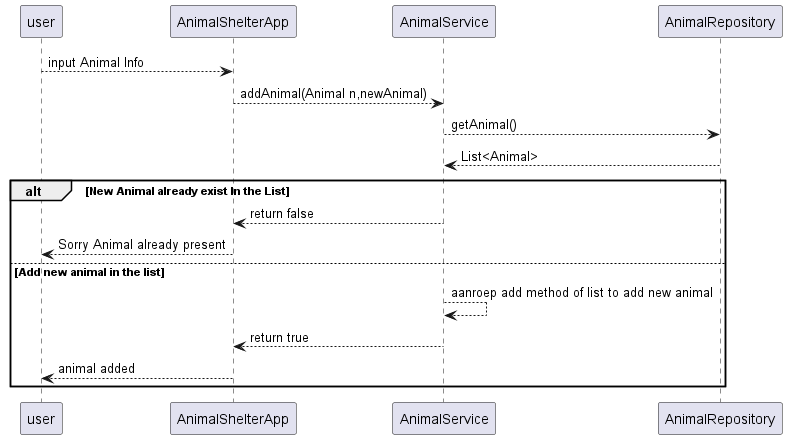 user AnimalShelterApp AnimalService AnimalRepository
input Animal Info
addAnimal(Animal n,newAnimal)
getAnimal()
List<Animal>
alt [New Animal already exist In the List]
return false
Sorry Animal already present
[Add new animal in the list]
aanroep add method of list to add new animal
return true
animal added
user AnimalShelterApp AnimalService AnimalRepository